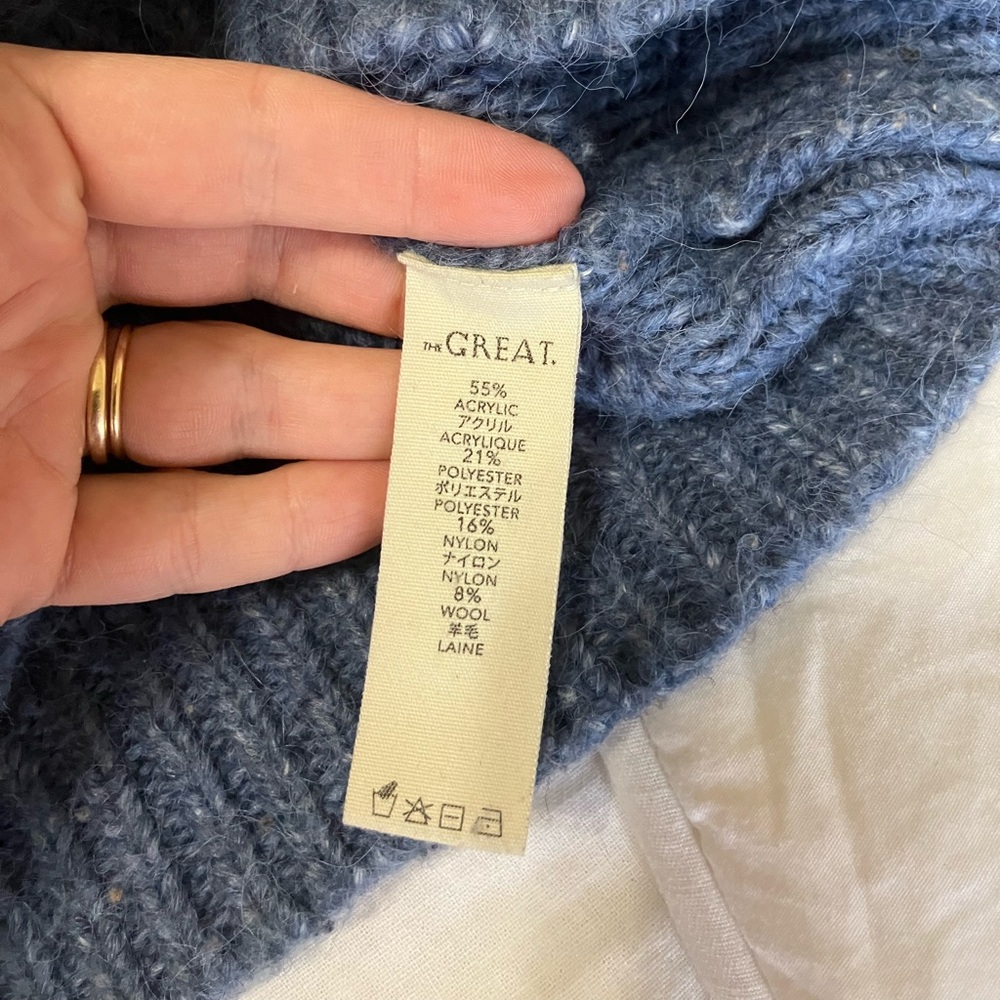 THE GREAT.
55%
ACRYLIC
アクリル
ACRYLIQUE
21%
POLYESTER
ポリエステル
POLYESTER
16%
NYLON
ナイロン
NYLON
8%
WOOL
羊毛
LAINE